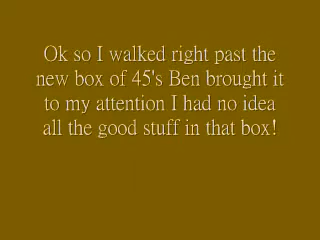 Ok so I walked right past the
new box of 45's Ben brought it
to my attention I had no idea
all the good stuff in that box!